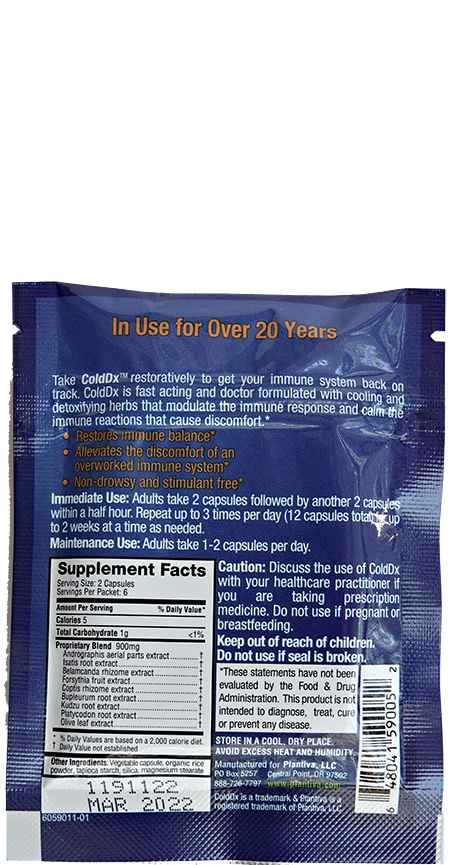 In Use for Over 20 Years
Take ColdDx™ restoratively to get your immune system back on
track. ColdDx is fast acting and doctor formulated with cooling and
detoxifying herbs that modulate the immune response and calm the
immune reactions that cause discomfort.*
• Restores immune balance*
• Alleviates the discomfort of an
overworked immune system*
• Non-drowsy and stimulant free*
Immediate Use: Adults take 2 capsules followed by another 2 capsules
within a half hour. Repeat up to 3 times per day (12 capsules total) up
to 2 weeks at a time as needed.
Maintenance Use: Adults take 1-2 capsules per day.
Supplement Facts
Serving Size: 2 Capsules
Servings Per Packet: 6
Amount Per Serving % Daily Value*
Calories 5
Total Carbohydrate 1g <1%
Proprietary Blend 900mg
Andrographis aerial parts extract †
Isatis root extract †
Belamcanda rhizome extract †
Forsythia fruit extract †
Coptis rhizome extract †
Bupleurum root extract †
Kudzu root extract †
Platycodon root extract †
Olive leaf extract †
* % Daily Values are based on a 2,000 calorie diet.
† Daily Value not established
Other Ingredients: Vegetable capsule, organic rice
powder, tapioca starch, silica, magnesium stearate
1191122
MAR 2022
6059011-01
Caution: Discuss the use of ColdDx
with your healthcare practitioner if
you are taking prescription
medicine. Do not use if pregnant or
breastfeeding.
Keep out of reach of children.
Do not use if seal is broken.
*These statements have not been
evaluated by the Food & Drug
Administration. This product is not
intended to diagnose, treat, cure
or prevent any disease.
STORE IN A COOL, DRY PLACE.
AVOID EXCESS HEAT AND HUMIDITY.
Manufactured for Plantiva, LLC
PO Box 5257 Central Point, OR 97502
888-726-7797 www.plantiva.com
ColdDx is a trademark & Plantiva is a
registered trademark of Plantiva, LLC
6 48041 59005 2